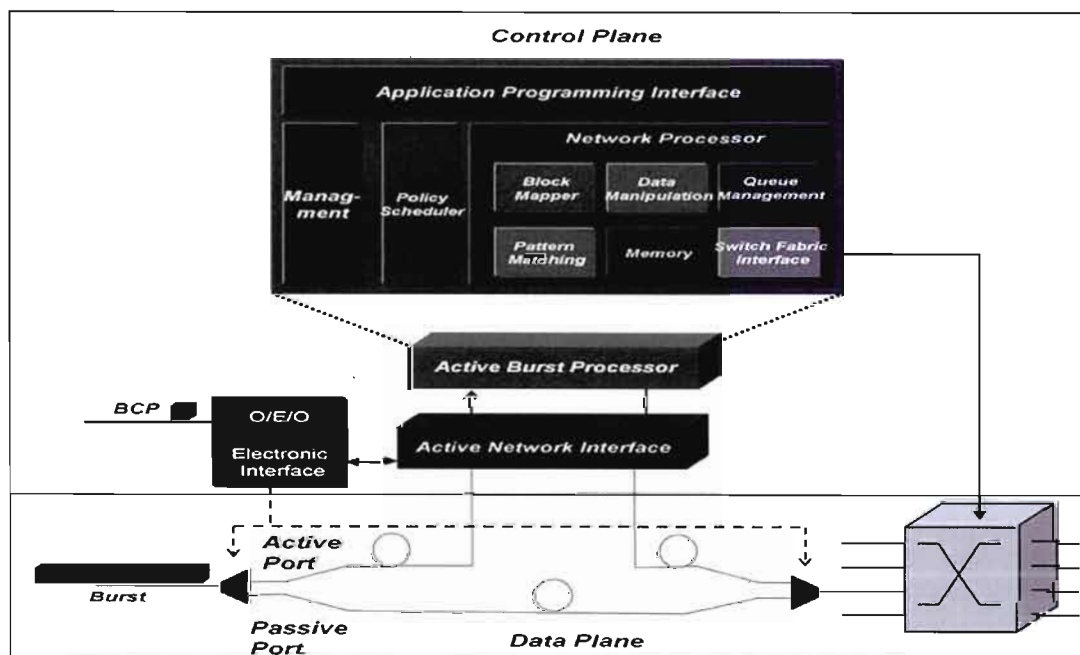 Control Plane
Application Programming Interface
Network Processor
Manag-
ment
Policy
Scheduler
Block
Mapper
Data
Manipulation
Queue
Management
Pattern
Matching
Memory
Switch Fabric
Interface
Active Burst Processor
BCP
O/E/O
Electronic
Interface
Active Network Interface
Active
Port
Burst
Passive
Port
Data Plane